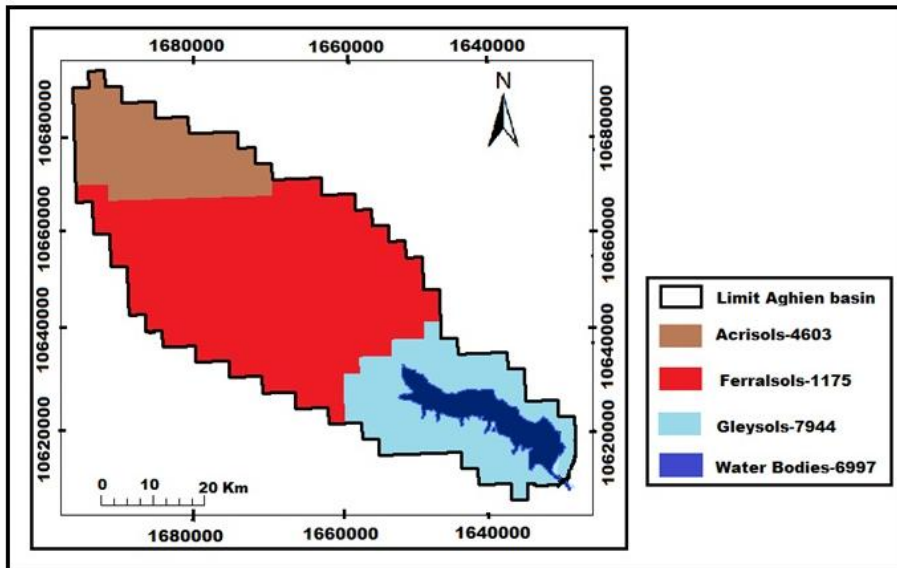 1680000 1660000 1640000
N
10680000 10680000
10660000 10660000
10640000 10640000
10620000 10620000
0 10 20 Km
1680000 1660000 1640000
Limit Aghien basin
Acrisols-4603
Ferralsols-1175
Gleysols-7944
Water Bodies-6997